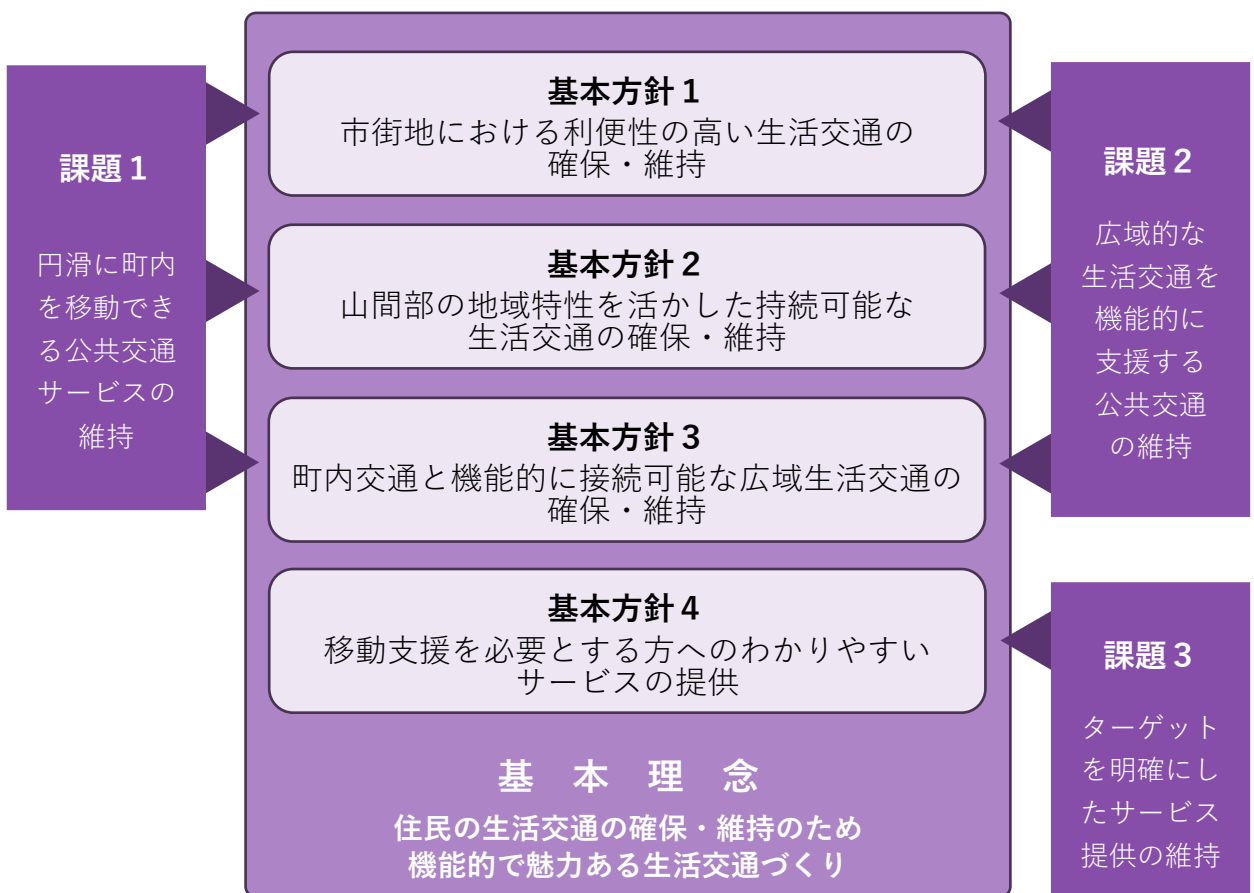 課題１
円滑に町内
を移動でき
る公共交通
サービスの
維持
基本方針１
市街地における利便性の高い生活交通の
確保・維持
基本方針２
山間部の地域特性を活かした持続可能な
生活交通の確保・維持
基本方針３
町内交通と機能的に接続可能な広域生活交通の
確保・維持
基本方針４
移動支援を必要とする方へのわかりやすい
サービスの提供
基　本　理　念
住民の生活交通の確保・維持のため
機能的で魅力ある生活交通づくり
課題２
広域的な
生活交通を
機能的に
支援する
公共交通
の維持
課題３
ターゲット
を明確にし
たサービス
提供の維持